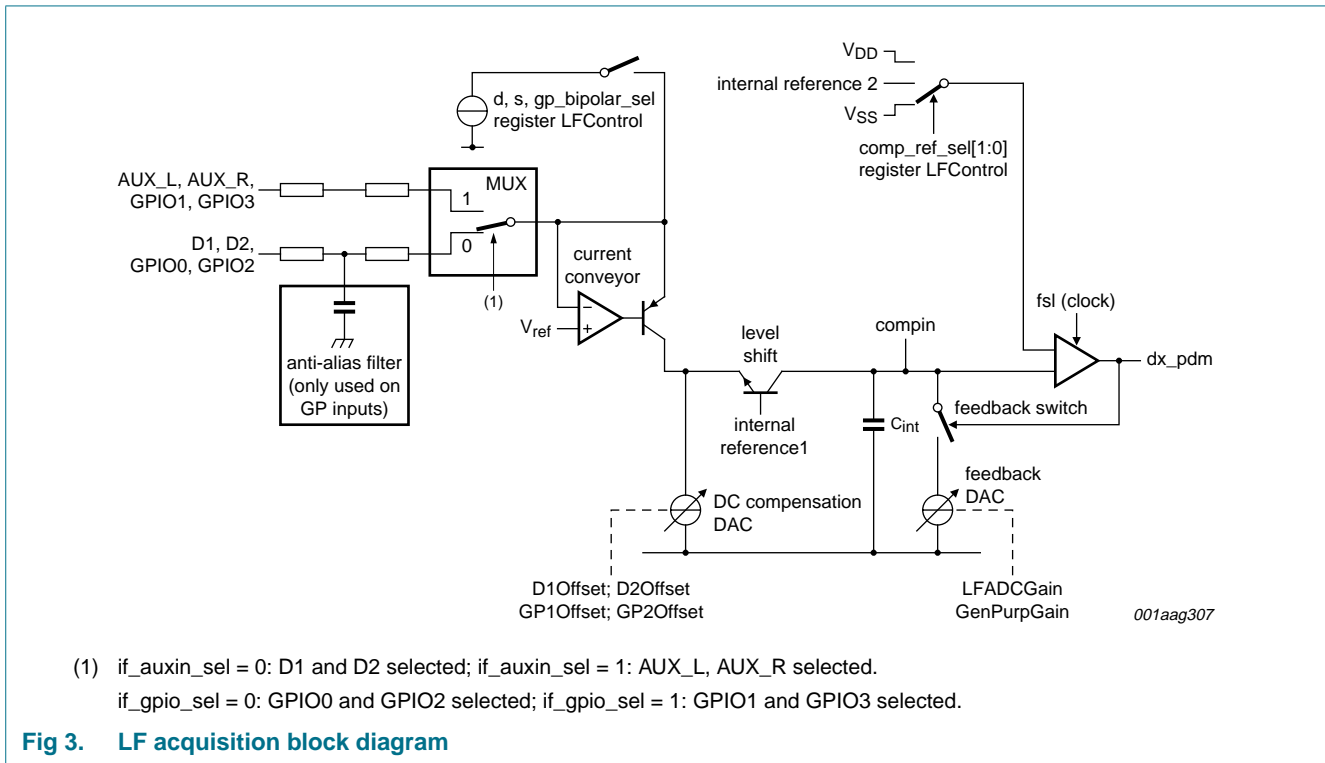 VDD
internal reference 2
VSS
d, s, gp_bipolar_sel
register LFControl
comp_ref_sel[1:0]
register LFControl
AUX_L, AUX_R,
GPIO1, GPIO3
MUX
1
D1, D2,
GPIO0, GPIO2
0
(1)
current
conveyor
Vref
anti-alias filter
(only used on
GP inputs)
level
shift
compin
fsl (clock)
dx_pdm
internal
reference1
Cint
feedback switch
feedback
DAC
DC compensation
DAC
D1Offset; D2Offset
GP1Offset; GP2Offset
LFADCGain
GenPurpGain
001aag307
(1) if_auxin_sel = 0: D1 and D2 selected; if_auxin_sel = 1: AUX_L, AUX_R selected.
if_gpio_sel = 0: GPIO0 and GPIO2 selected; if_gpio_sel = 1: GPIO1 and GPIO3 selected.
Fig 3. LF acquisition block diagram